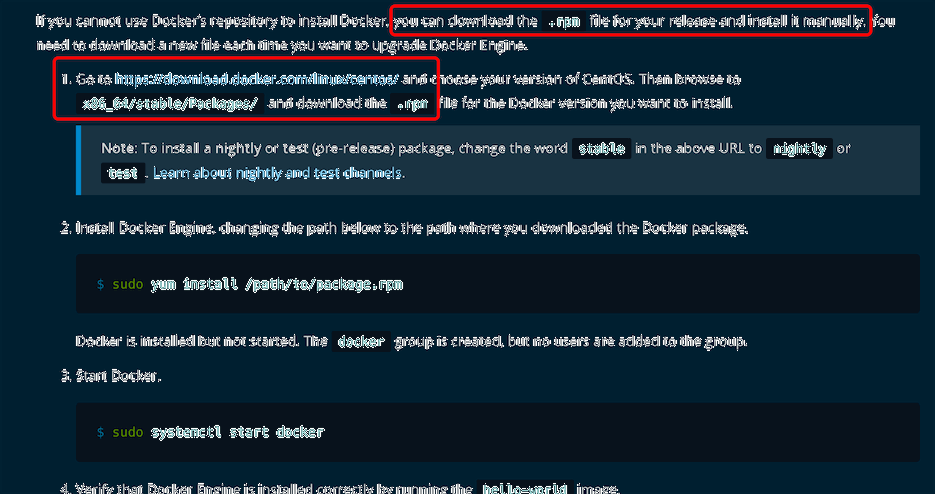 If you cannot use Docker's repository to install Docker, you can download the .rpm file for your release and install it manually. You
need to download a new file each time you want to upgrade Docker Engine.
1. Go to https://download.docker.com/linux/centos/ and choose your version of CentOS. Then browse to
x86_64/stable/Packages/ and download the .rpm file for the Docker version you want to install.
Note: To install a nightly or test (pre-release) package, change the word stable in the above URL to nightly or
test. Learn about nightly and test channels.
2. Install Docker Engine, changing the path below to the path where you downloaded the Docker package.
$ sudo yum install /path/to/package.rpm
Docker is installed but not started. The docker group is created, but no users are added to the group.
3. Start Docker.
$ sudo systemctl start docker
4. Verify that Docker Engine is installed correctly by running the hello-world image.